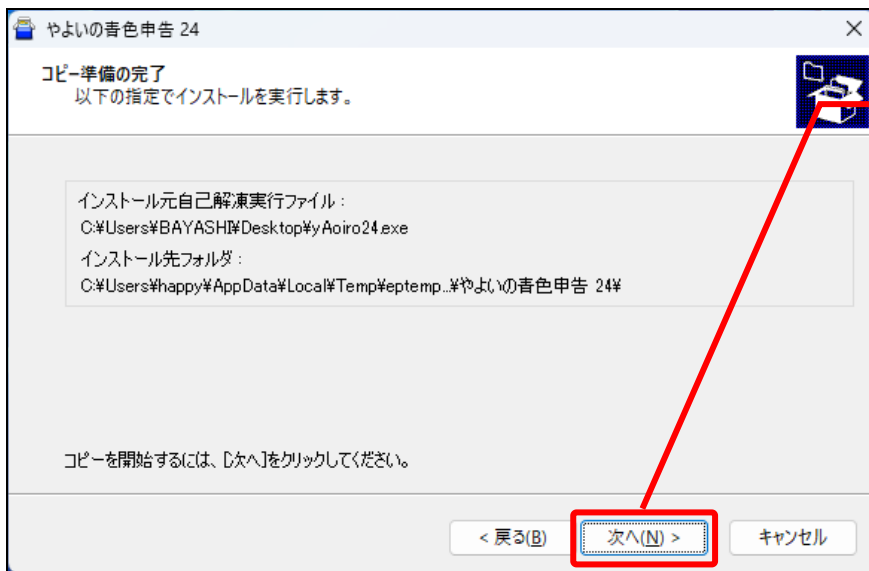 やよいの青色申告 24
コピー準備の完了
以下の指定でインストールを実行します。
インストール元自己解凍実行ファイル：
C:¥Users¥BAYASHI¥Desktop¥yAoiro24.exe
インストール先フォルダ：
C:¥Users¥happy¥AppData¥Local¥Temp¥eptemp...¥やよいの青色申告 24¥
コピーを開始するには、[次へ]をクリックしてください。
< 戻る(B)
次へ(N) >
キャンセル